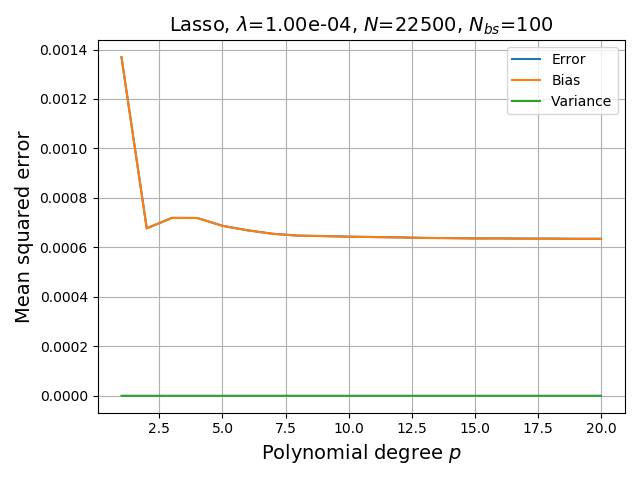 Lasso, λ=1.00e-04, N=22500, N_{bs}=100
Error
Bias
Variance
Mean squared error
0.0014
0.0012
0.0010
0.0008
0.0006
0.0004
0.0002
0.0000
2.5 5.0 7.5 10.0 12.5 15.0 17.5 20.0
Polynomial degree p